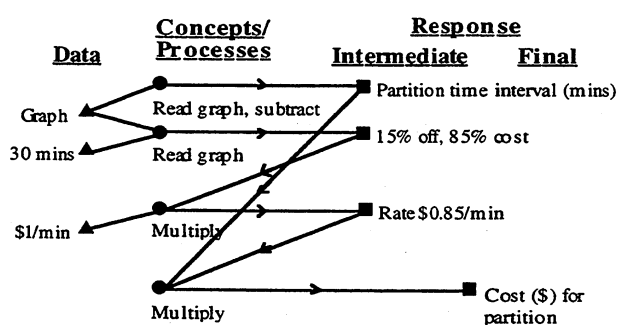 Concepts/
Processes
Response
Data
Intermediate
Final
Partition time interval (mins)
Graph
Read graph, subtract
15% off, 85% cost
30 mins
Read graph
Rate $0.85/min
$1/min
Multiply
Multiply
Cost ($) for
partition